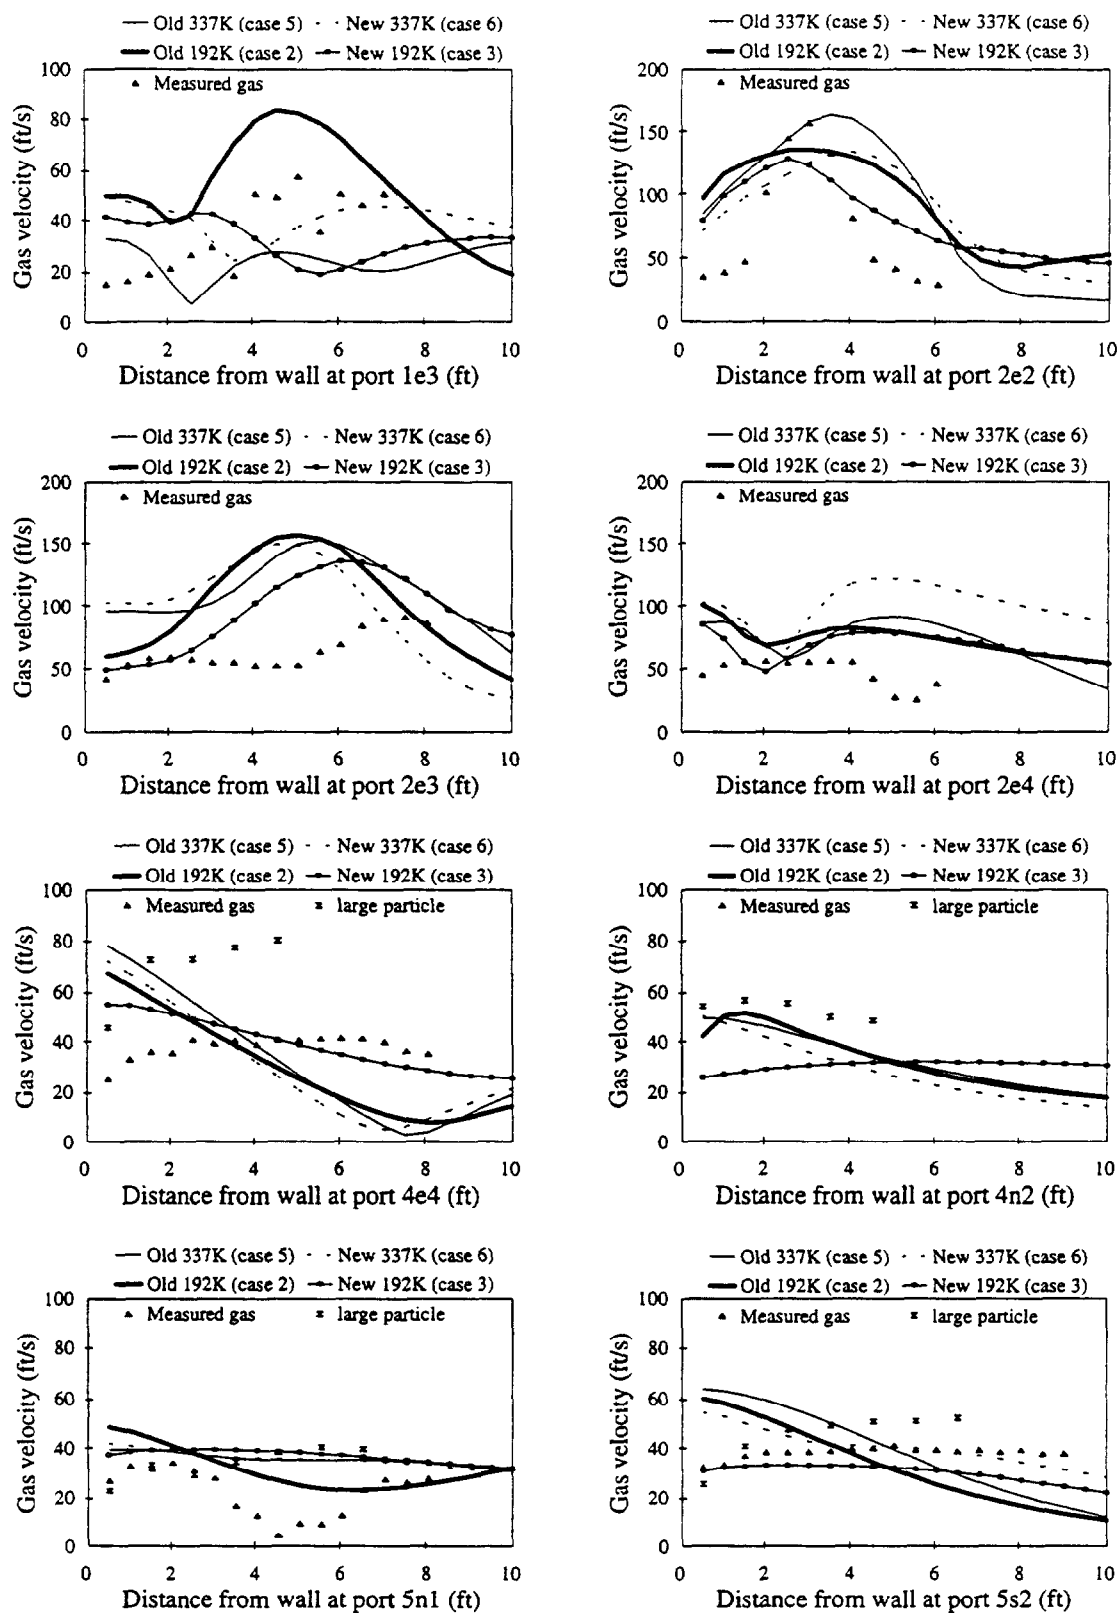 Old 337K (case 5) New 337K (case 6)
Old 192K (case 2) New 192K (case 3)
Measured gas
100
80
60
40
20
0
Gas velocity (ft/s)
0 2 4 6 8 10
Distance from wall at port 1e3 (ft)
Old 337K (case 5) New 337K (case 6)
Old 192K (case 2) New 192K (case 3)
Measured gas
200
150
100
50
0
Gas velocity (ft/s)
0 2 4 6 8 10
Distance from wall at port 2e2 (ft)
Old 337K (case 5) New 337K (case 6)
Old 192K (case 2) New 192K (case 3)
Measured gas
200
150
100
50
0
Gas velocity (ft/s)
0 2 4 6 8 10
Distance from wall at port 2e3 (ft)
Old 337K (case 5) New 337K (case 6)
Old 192K (case 2) New 192K (case 3)
Measured gas
200
150
100
50
0
Gas velocity (ft/s)
0 2 4 6 8 10
Distance from wall at port 2e4 (ft)
Old 337K (case 5) New 337K (case 6)
Old 192K (case 2) New 192K (case 3)
Measured gas large particle
100
80
60
40
20
0
Gas velocity (ft/s)
0 2 4 6 8 10
Distance from wall at port 4e4 (ft)
Old 337K (case 5) New 337K (case 6)
Old 192K (case 2) New 192K (case 3)
Measured gas large particle
100
80
60
40
20
0
Gas velocity (ft/s)
0 2 4 6 8 10
Distance from wall at port 4n2 (ft)
Old 337K (case 5) New 337K (case 6)
Old 192K (case 2) New 192K (case 3)
Measured gas large particle
100
80
60
40
20
0
Gas velocity (ft/s)
0 2 4 6 8 10
Distance from wall at port 5n1 (ft)
Old 337K (case 5) New 337K (case 6)
Old 192K (case 2) New 192K (case 3)
Measured gas large particle
100
80
60
40
20
0
Gas velocity (ft/s)
0 2 4 6 8 10
Distance from wall at port 5s2 (ft)